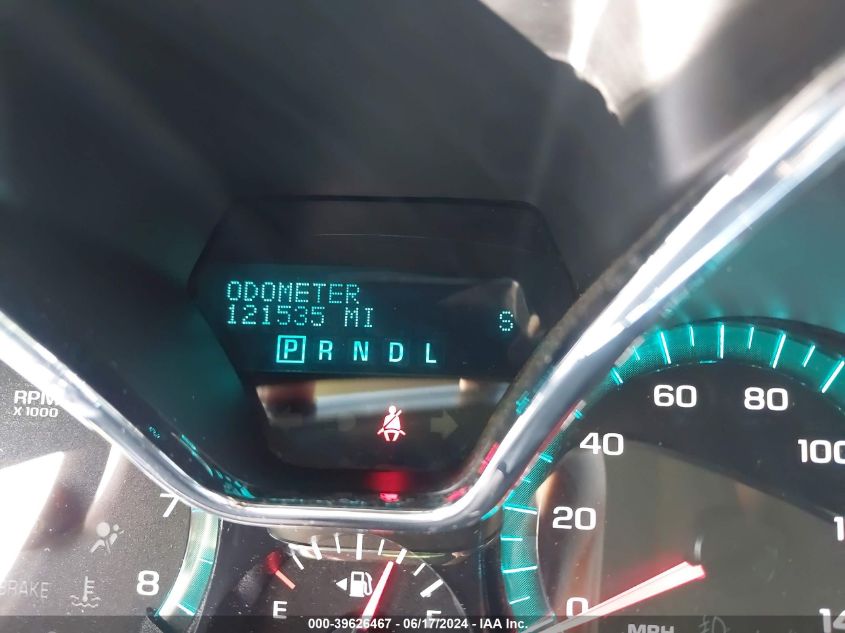 ODOMETER
121535 MI S
P R N D L
RPM
X 1000
7
8
BRAKE
E
F
0
20
40
60
80
100
MPH
000-39626467 - 06/17/2024 - IAA Inc.